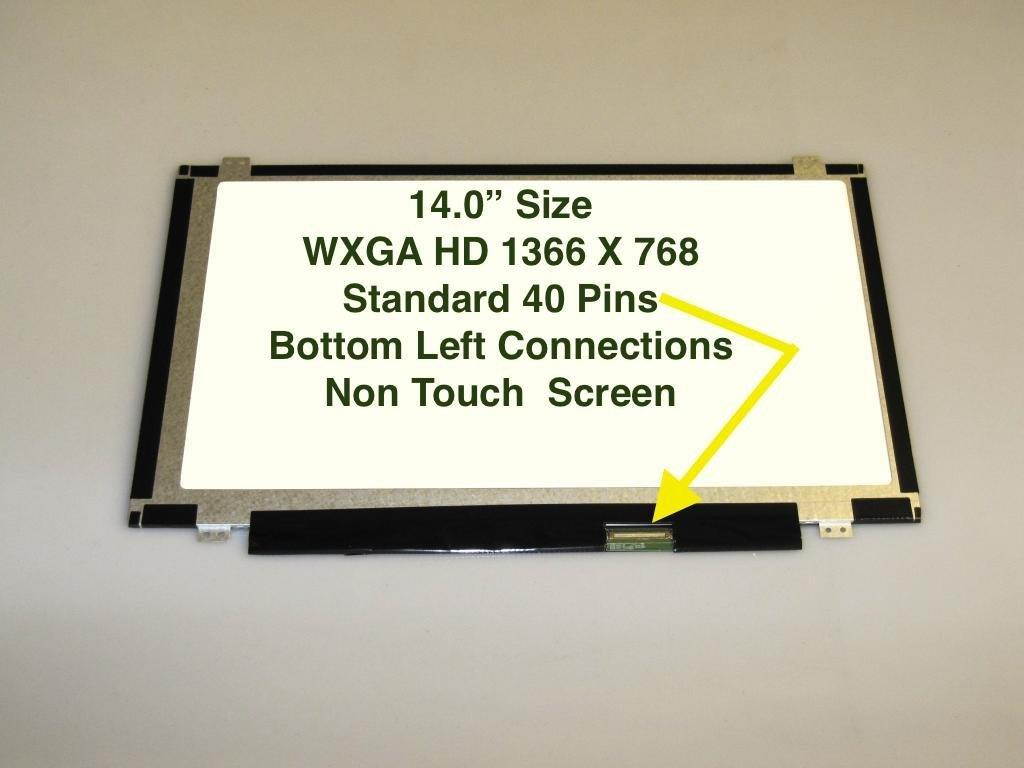 14.0” Size
WXGA HD 1366 X 768
Standard 40 Pins
Bottom Left Connections
Non Touch  Screen